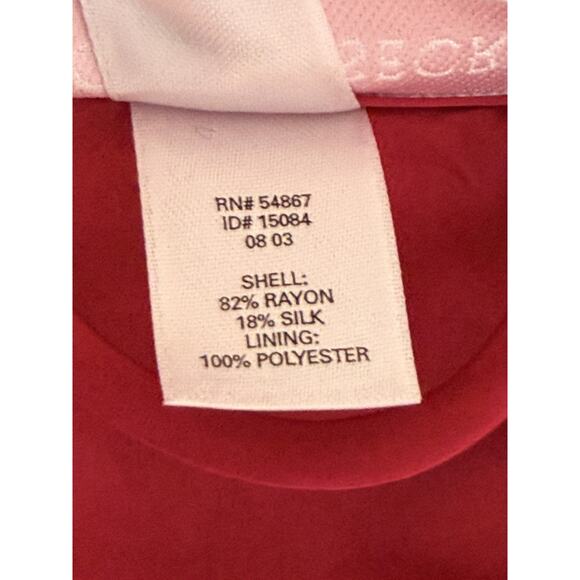 RN# 54867
ID# 15084
08 03
SHELL:
82% RAYON
18% SILK
LINING:
100% POLYESTER